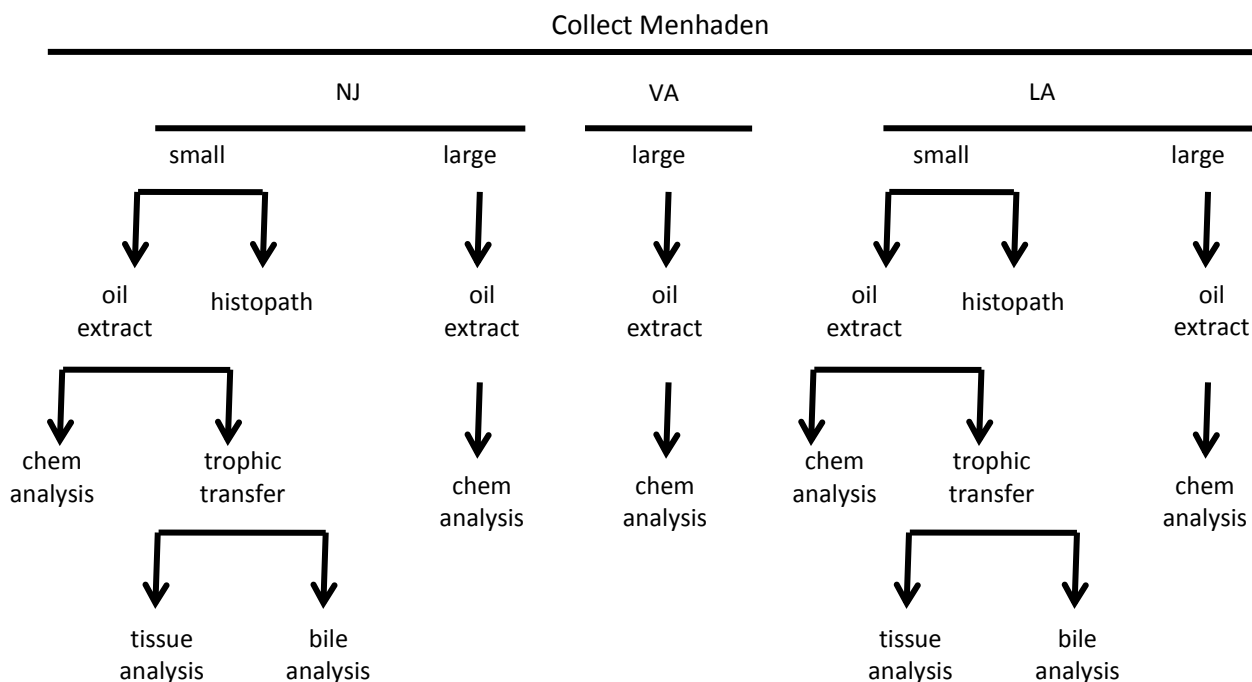 Collect Menhaden
NJ VA LA
small large large small large
oil extract
histopath
oil extract
oil extract
oil extract
histopath
oil extract
chem analysis
trophic transfer
chem analysis
chem analysis
chem analysis
trophic transfer
chem analysis
tissue analysis
bile analysis
tissue analysis
bile analysis